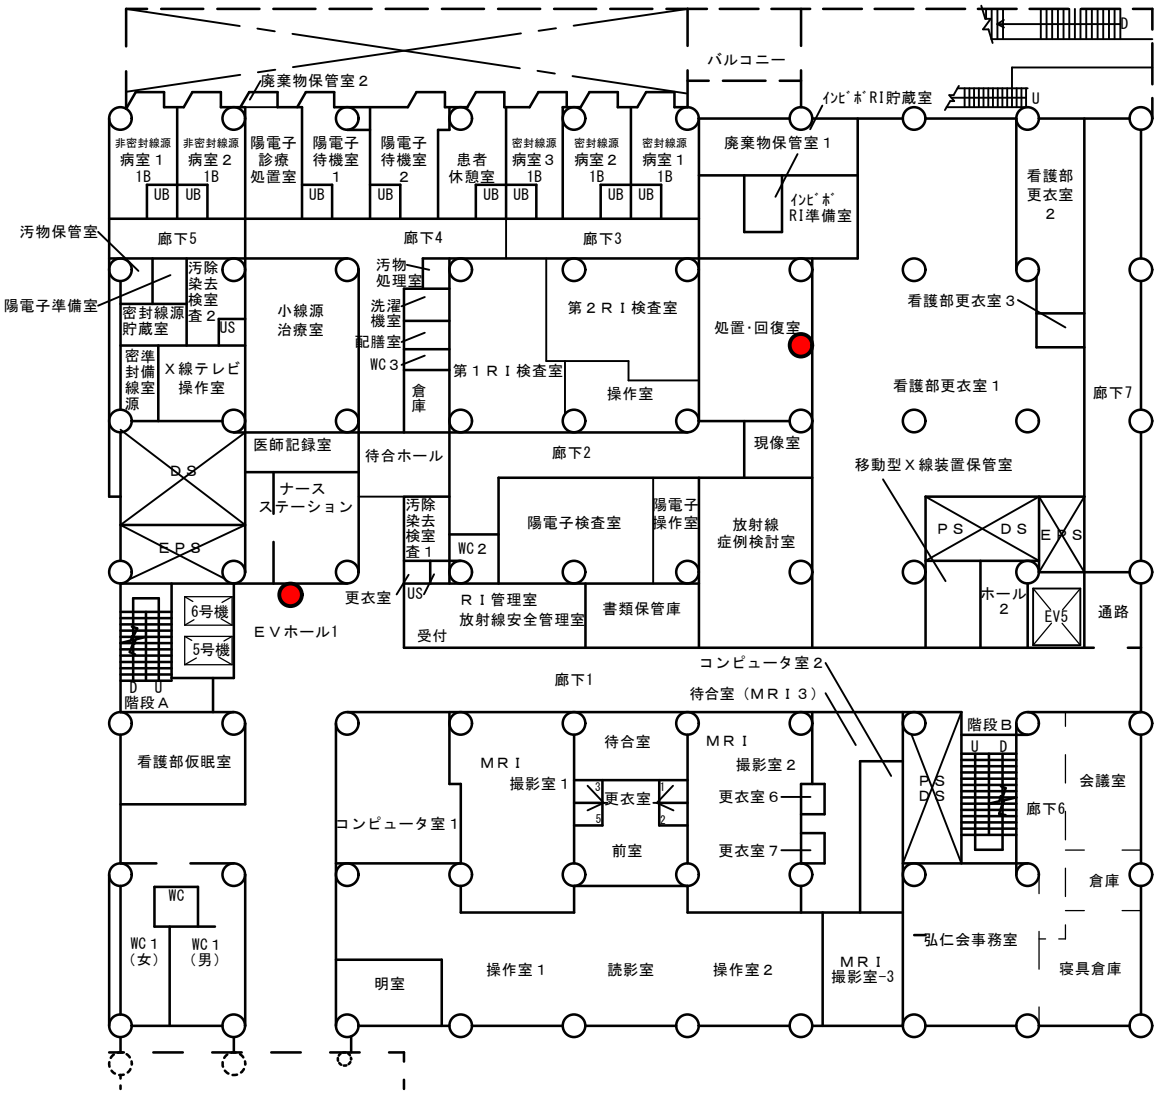 D
バルコニー
廃棄物保管室２
インビボRI貯蔵室
U
非密封線源
病室１
1B
非密封線源
病室２
1B
陽電子
診療
処置室
陽電子
待機室
1
陽電子
待機室
2
患者
休憩室
密封線源
病室３
1B
密封線源
病室２
1B
密封線源
病室１
1B
廃棄物保管室１
看護部
更衣室
2
UB
UB
UB
UB
UB
UB
UB
UB
インビボ
RI準備室
汚物保管室
廊下５
廊下４
廊下３
陽電子準備室
汚除
染去
検室
査２
汚物
処理室
洗濯
機室
配膳室
WC３
倉
庫
密封線源
貯蔵室
US
小線源
治療室
第２ＲＩ検査室
処置・回復室
看護部更衣室３
密準
封備
線室
源
Ｘ線テレビ
操作室
第１ＲＩ検査室
操作室
看護部更衣室１
廊下７
医師記録室
待合ホール
廊下２
現像室
移動型Ｘ線装置保管室
ＤＳ
ナース
ステーション
汚除
染去
検室
査１
陽電子検査室
陽電子
操作室
放射線
症例検討室
ＰＳ
ＤＳ
ＥＰＳ
ＥＰＳ
WC２
更衣室
US
ＲＩ管理室
放射線安全管理室
受付
書類保管庫
ホール
2
EV5
通路
6号機
5号機
ＥＶホール1
D
U
階段Ａ
廊下1
コンピュータ室２
待合室（ＭＲＩ３）
看護部仮眠室
ＭＲＩ
撮影室１
待合室
ＭＲＩ
撮影室２
階段Ｂ
U
D
3
5
更衣室
1
2
更衣室６
ＰＳ
ＤＳ
会議室
廊下６
コンピュータ室１
前室
更衣室７
倉庫
WC
WC１
(女)
WC１
(男)
弘仁会事務室
操作室１
読影室
操作室２
ＭＲＩ
撮影室-3
寝具倉庫
明室